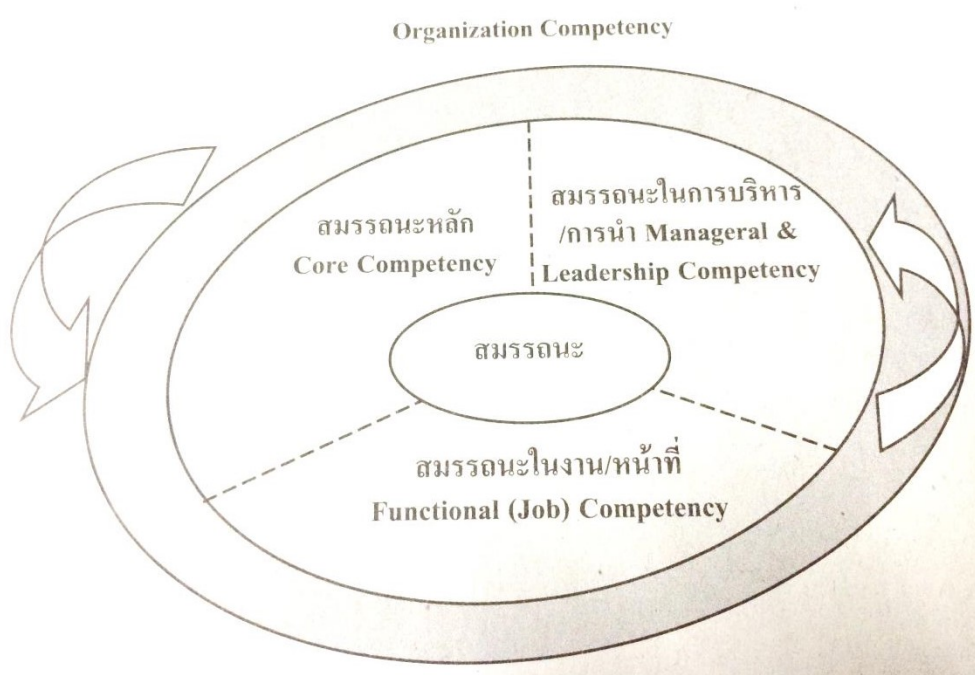 Organization Competency
สมรรถนะหลัก
Core Competency
สมรรถนะในการบริหาร
/การนำ Manageral &
Leadership Competency
สมรรถนะ
สมรรถนะในงาน/หน้าที่
Functional (Job) Competency